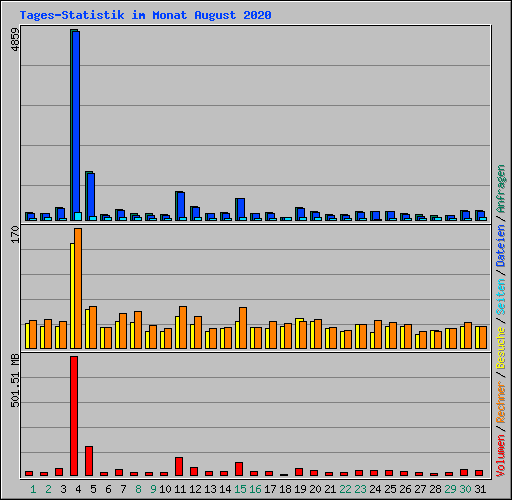 Tages-Statistik im Monat August 2020
4859
170
501.51 MB
Volumen / Rechner / Besuche / Seiten / Dateien / Anfragen
1 2 3 4 5 6 7 8 9 10 11 12 13 14 15 16 17 18 19 20 21 22 23 24 25 26 27 28 29 30 31